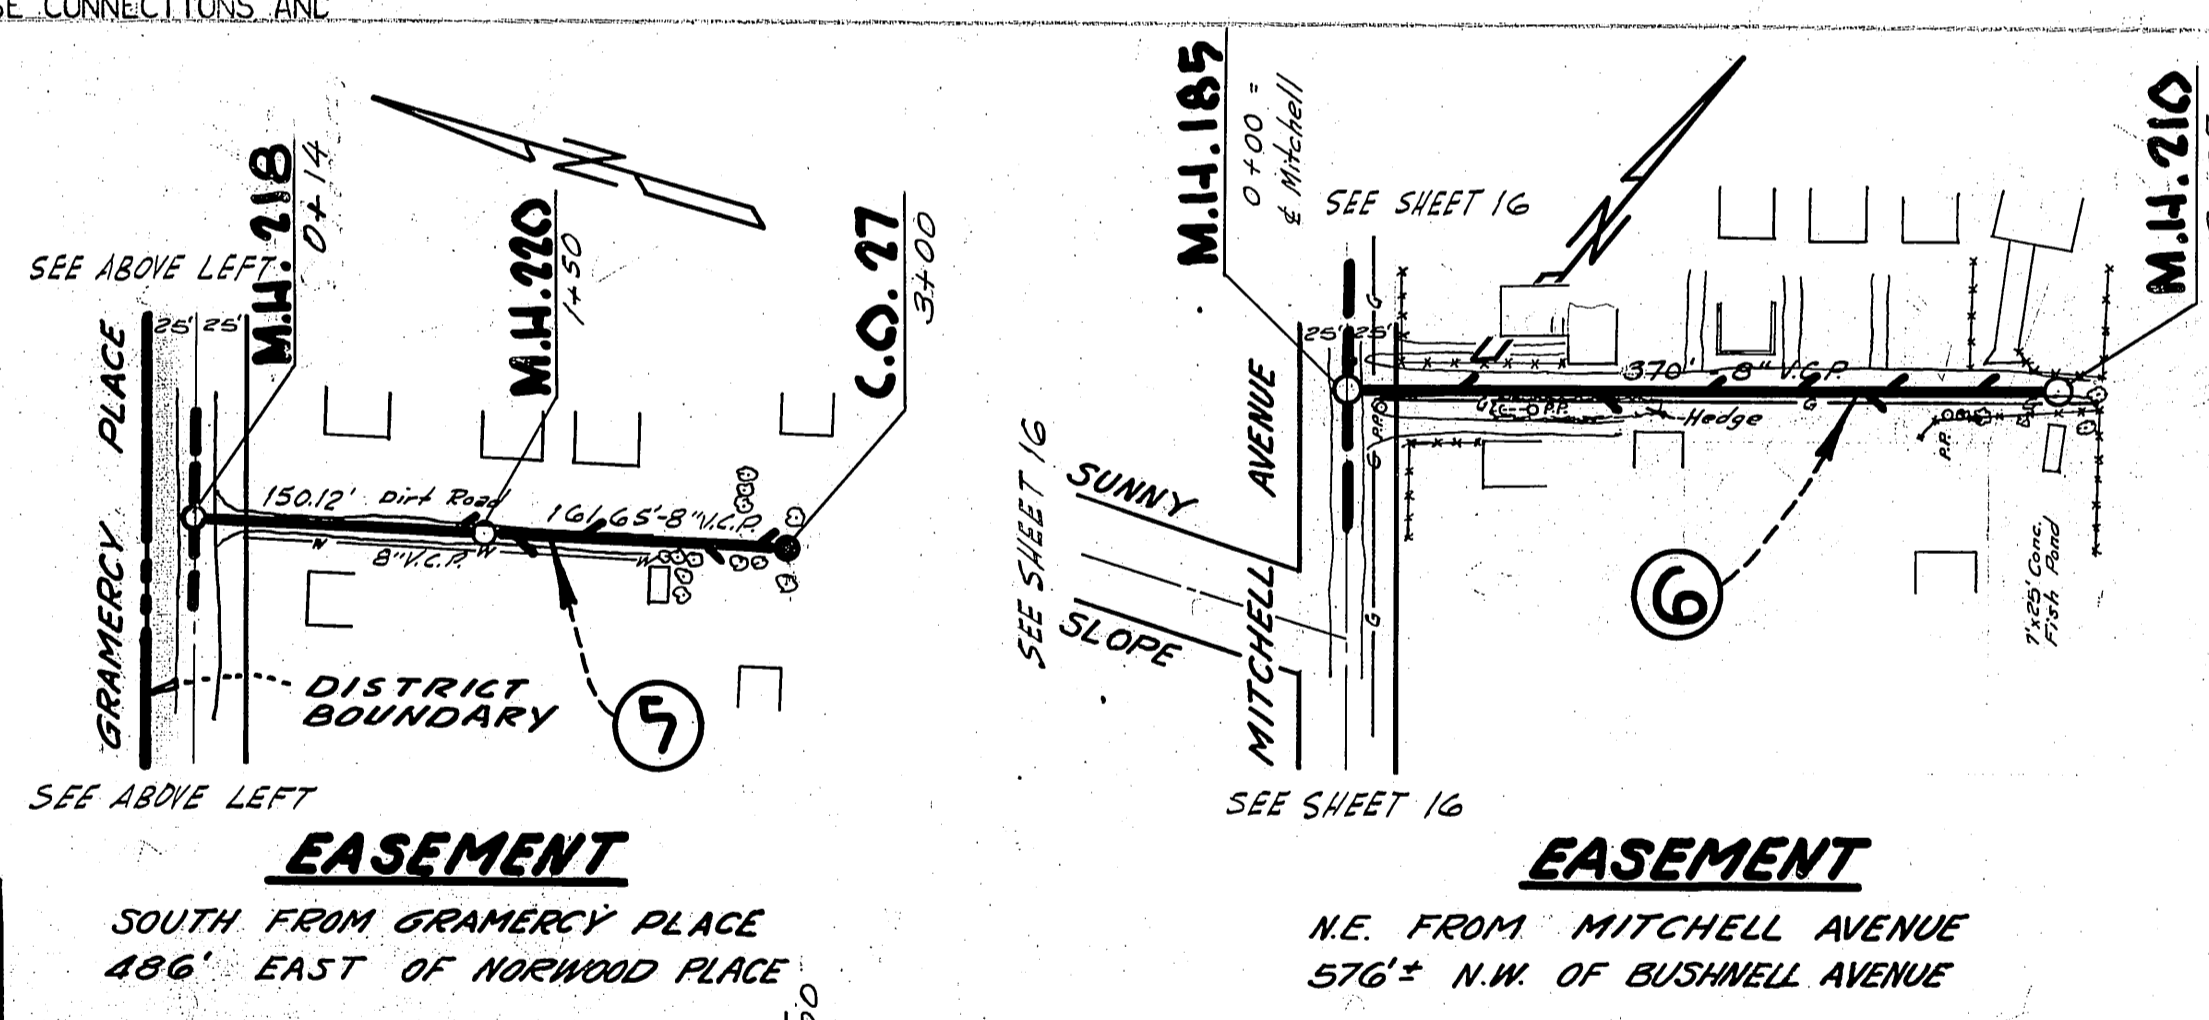 SE CONNECTIONS AND
M.H. 218
0+14
M.H. 220
1+50
C.O. 27
3+00
N
SEE ABOVE LEFT
25' 25'
GRAMERCY PLACE
150.12' Dirt Road
161.65'-8" V.C.P.
W
8" V.C.P.
W
W
DISTRICT
BOUNDARY
5
SEE ABOVE LEFT
EASEMENT
SOUTH FROM GRAMERCY PLACE
486' EAST OF NORWOOD PLACE
M.H. 185
0+00 =
℄ Mitchell
SEE SHEET 16
N
M.H. 210
25' 25'
G
370' - 8" V.C.P.
G
P.P.
G
Hedge
P.P.
G
P.P.
G
MITCHELL AVENUE
SEE SHEET 16
SUNNY
SLOPE
6
7'x25' Conc.
Fish Pond
SEE SHEET 16
EASEMENT
N.E. FROM MITCHELL AVENUE
576'± N.W. OF BUSHNELL AVENUE